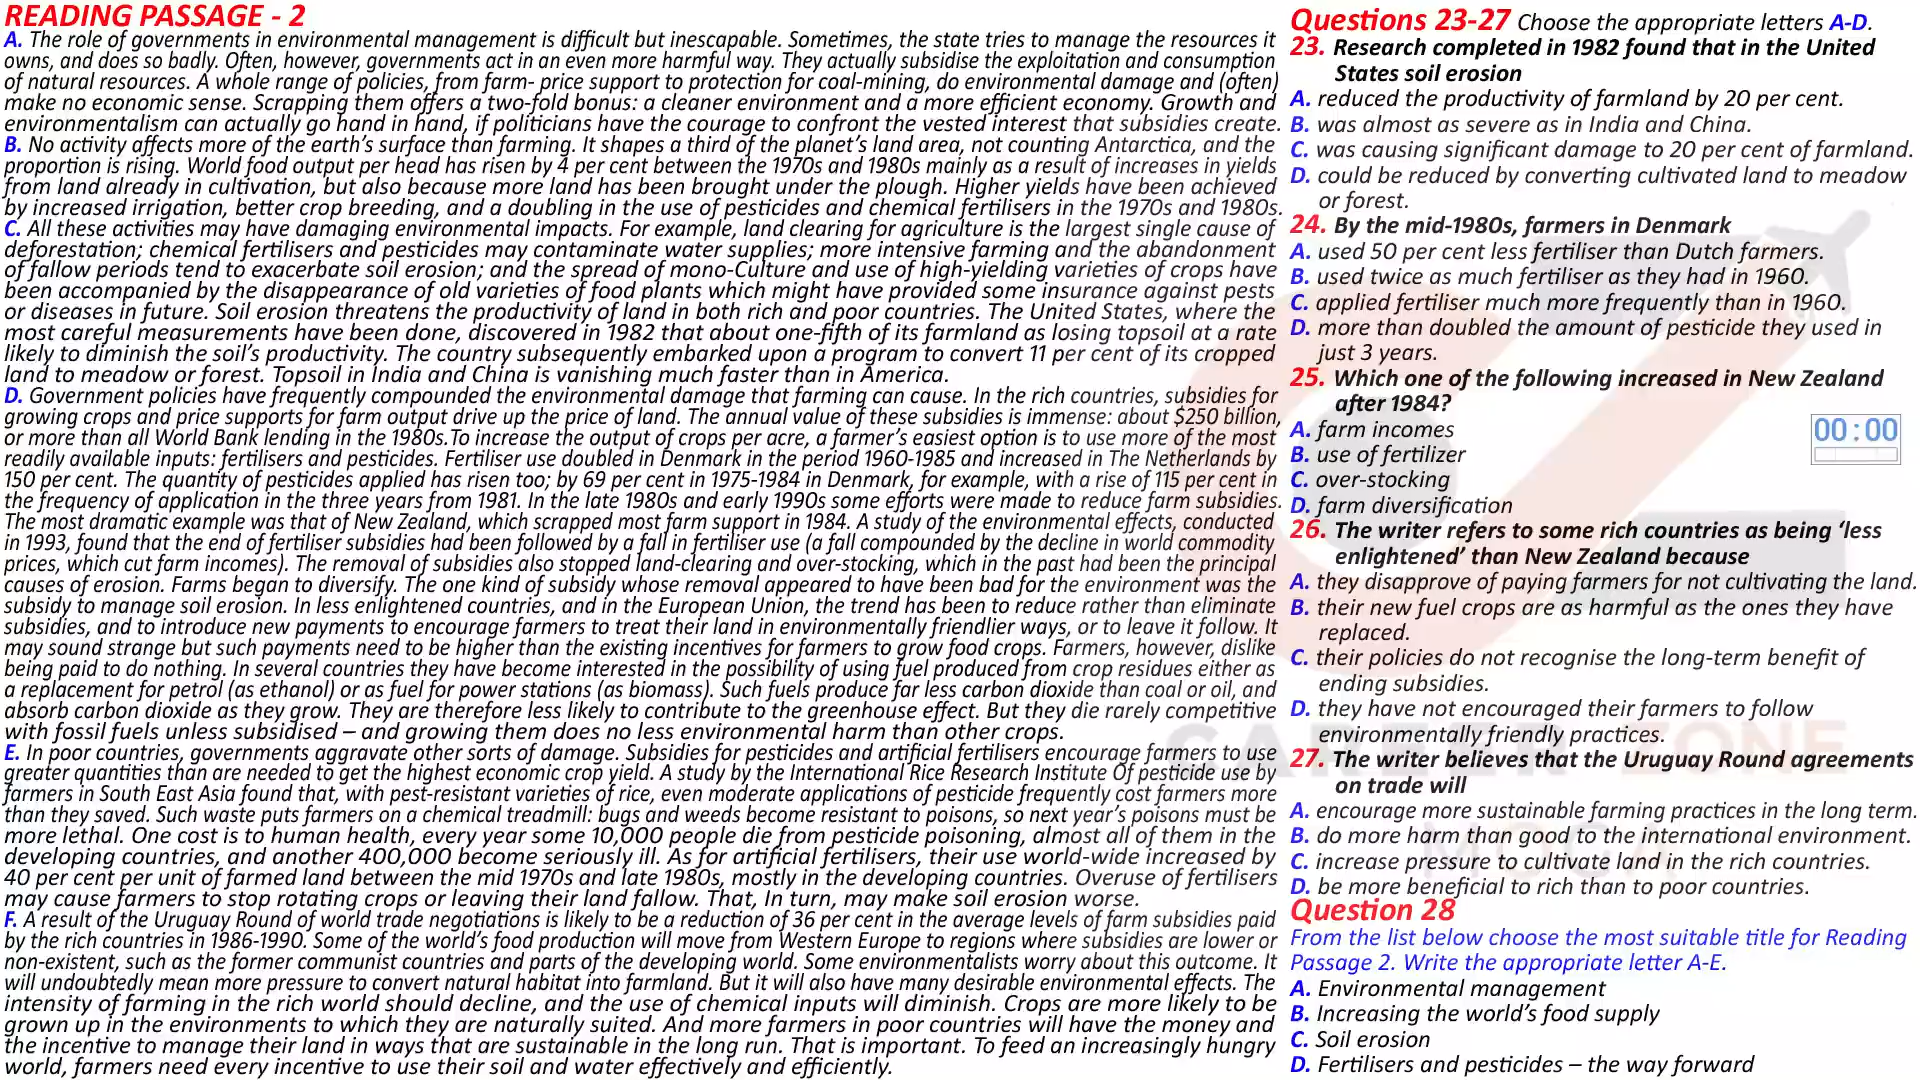 READING PASSAGE - 2
A. The role of governments in environmental management is difficult but inescapable. Sometimes, the state tries to manage the resources it
owns, and does so badly. Often, however, governments act in an even more harmful way. They actually subsidise the exploitation and consumption
of natural resources. A whole range of policies, from farm- price support to protection for coal-mining, do environmental damage and (often)
make no economic sense. Scrapping them offers a two-fold bonus: a cleaner environment and a more efficient economy. Growth and
environmentalism can actually go hand in hand, if politicians have the courage to confront the vested interest that subsidies create.
B. No activity affects more of the earth's surface than farming. It shapes a third of the planet's land area, not counting Antarctica, and the
proportion is rising. World food output per head has risen by 4 per cent between the 1970s and 1980s mainly as a result of increases in yields
from land already in cultivation, but also because more land has been brought under the plough. Higher yields have been achieved
by increased irrigation, better crop breeding, and a doubling in the use of pesticides and chemical fertilisers in the 1970s and 1980s.
C. All these activities may have damaging environmental impacts. For example, land clearing for agriculture is the largest single cause of
deforestation; chemical fertilisers and pesticides may contaminate water supplies; more intensive farming and the abandonment
of fallow periods tend to exacerbate soil erosion; and the spread of mono-Culture and use of high-yielding varieties of crops have
been accompanied by the disappearance of old varieties of food plants which might have provided some insurance against pests
or diseases in future. Soil erosion threatens the productivity of land in both rich and poor countries. The United States, where the
most careful measurements have been done, discovered in 1982 that about one-fifth of its farmland as losing topsoil at a rate
likely to diminish the soil's productivity. The country subsequently embarked upon a program to convert 11 per cent of its cropped
land to meadow or forest. Topsoil in India and China is vanishing much faster than in America.
D. Government policies have frequently compounded the environmental damage that farming can cause. In the rich countries, subsidies for
growing crops and price supports for farm output drive up the price of land. The annual value of these subsidies is immense: about $250 billion,
or more than all World Bank lending in the 1980s.To increase the output of crops per acre, a farmer's easiest option is to use more of the most
readily available inputs: fertilisers and pesticides. Fertiliser use doubled in Denmark in the period 1960-1985 and increased in The Netherlands by
150 per cent. The quantity of pesticides applied has risen too; by 69 per cent in 1975-1984 in Denmark, for example, with a rise of 115 per cent in
the frequency of application in the three years from 1981. In the late 1980s and early 1990s some efforts were made to reduce farm subsidies.
The most dramatic example was that of New Zealand, which scrapped most farm support in 1984. A study of the environmental effects, conducted
in 1993, found that the end of fertiliser subsidies had been followed by a fall in fertiliser use (a fall compounded by the decline in world commodity
prices, which cut farm incomes). The removal of subsidies also stopped land-clearing and over-stocking, which in the past had been the principal
causes of erosion. Farms began to diversify. The one kind of subsidy whose removal appeared to have been bad for the environment was the
subsidy to manage soil erosion. In less enlightened countries, and in the European Union, the trend has been to reduce rather than eliminate
subsidies, and to introduce new payments to encourage farmers to treat their land in environmentally friendlier ways, or to leave it follow. It
may sound strange but such payments need to be higher than the existing incentives for farmers to grow food crops. Farmers, however, dislike
being paid to do nothing. In several countries they have become interested in the possibility of using fuel produced from crop residues either as
a replacement for petrol (as ethanol) or as fuel for power stations (as biomass). Such fuels produce far less carbon dioxide than coal or oil, and
absorb carbon dioxide as they grow. They are therefore less likely to contribute to the greenhouse effect. But they die rarely competitive
with fossil fuels unless subsidised – and growing them does no less environmental harm than other crops.
E. In poor countries, governments aggravate other sorts of damage. Subsidies for pesticides and artificial fertilisers encourage farmers to use
greater quantities than are needed to get the highest economic crop yield. A study by the International Rice Research Institute Of pesticide use by
farmers in South East Asia found that, with pest-resistant varieties of rice, even moderate applications of pesticide frequently cost farmers more
than they saved. Such waste puts farmers on a chemical treadmill: bugs and weeds become resistant to poisons, so next year's poisons must be
more lethal. One cost is to human health, every year some 10,000 people die from pesticide poisoning, almost all of them in the
developing countries, and another 400,000 become seriously ill. As for artificial fertilisers, their use world-wide increased by
40 per cent per unit of farmed land between the mid 1970s and late 1980s, mostly in the developing countries. Overuse of fertilisers
may cause farmers to stop rotating crops or leaving their land fallow. That, In turn, may make soil erosion worse.
F. A result of the Uruguay Round of world trade negotiations is likely to be a reduction of 36 per cent in the average levels of farm subsidies paid
by the rich countries in 1986-1990. Some of the world's food production will move from Western Europe to regions where subsidies are lower or
non-existent, such as the former communist countries and parts of the developing world. Some environmentalists worry about this outcome. It
will undoubtedly mean more pressure to convert natural habitat into farmland. But it will also have many desirable environmental effects. The
intensity of farming in the rich world should decline, and the use of chemical inputs will diminish. Crops are more likely to be
grown up in the environments to which they are naturally suited. And more farmers in poor countries will have the money and
the incentive to manage their land in ways that are sustainable in the long run. That is important. To feed an increasingly hungry
world, farmers need every incentive to use their soil and water effectively and efficiently.
Questions 23-27 Choose the appropriate letters A-D.
23. Research completed in 1982 found that in the United
States soil erosion
A. reduced the productivity of farmland by 20 per cent.
B. was almost as severe as in India and China.
C. was causing significant damage to 20 per cent of farmland.
D. could be reduced by converting cultivated land to meadow
or forest.
24. By the mid-1980s, farmers in Denmark
A. used 50 per cent less fertiliser than Dutch farmers.
B. used twice as much fertiliser as they had in 1960.
C. applied fertiliser much more frequently than in 1960.
D. more than doubled the amount of pesticide they used in
just 3 years.
25. Which one of the following increased in New Zealand
after 1984?
A. farm incomes
B. use of fertilizer
C. over-stocking
D. farm diversification
00:00
26. The writer refers to some rich countries as being 'less
enlightened' than New Zealand because
A. they disapprove of paying farmers for not cultivating the land.
B. their new fuel crops are as harmful as the ones they have
replaced.
C. their policies do not recognise the long-term benefit of
ending subsidies.
D. they have not encouraged their farmers to follow
environmentally friendly practices.
27. The writer believes that the Uruguay Round agreements
on trade will
A. encourage more sustainable farming practices in the long term.
B. do more harm than good to the international environment.
C. increase pressure to cultivate land in the rich countries.
D. be more beneficial to rich than to poor countries.
Question 28
From the list below choose the most suitable title for Reading
Passage 2. Write the appropriate letter A-E.
A. Environmental management
B. Increasing the world's food supply
C. Soil erosion
D. Fertilisers and pesticides – the way forward
CAREER ZONE
MOGA